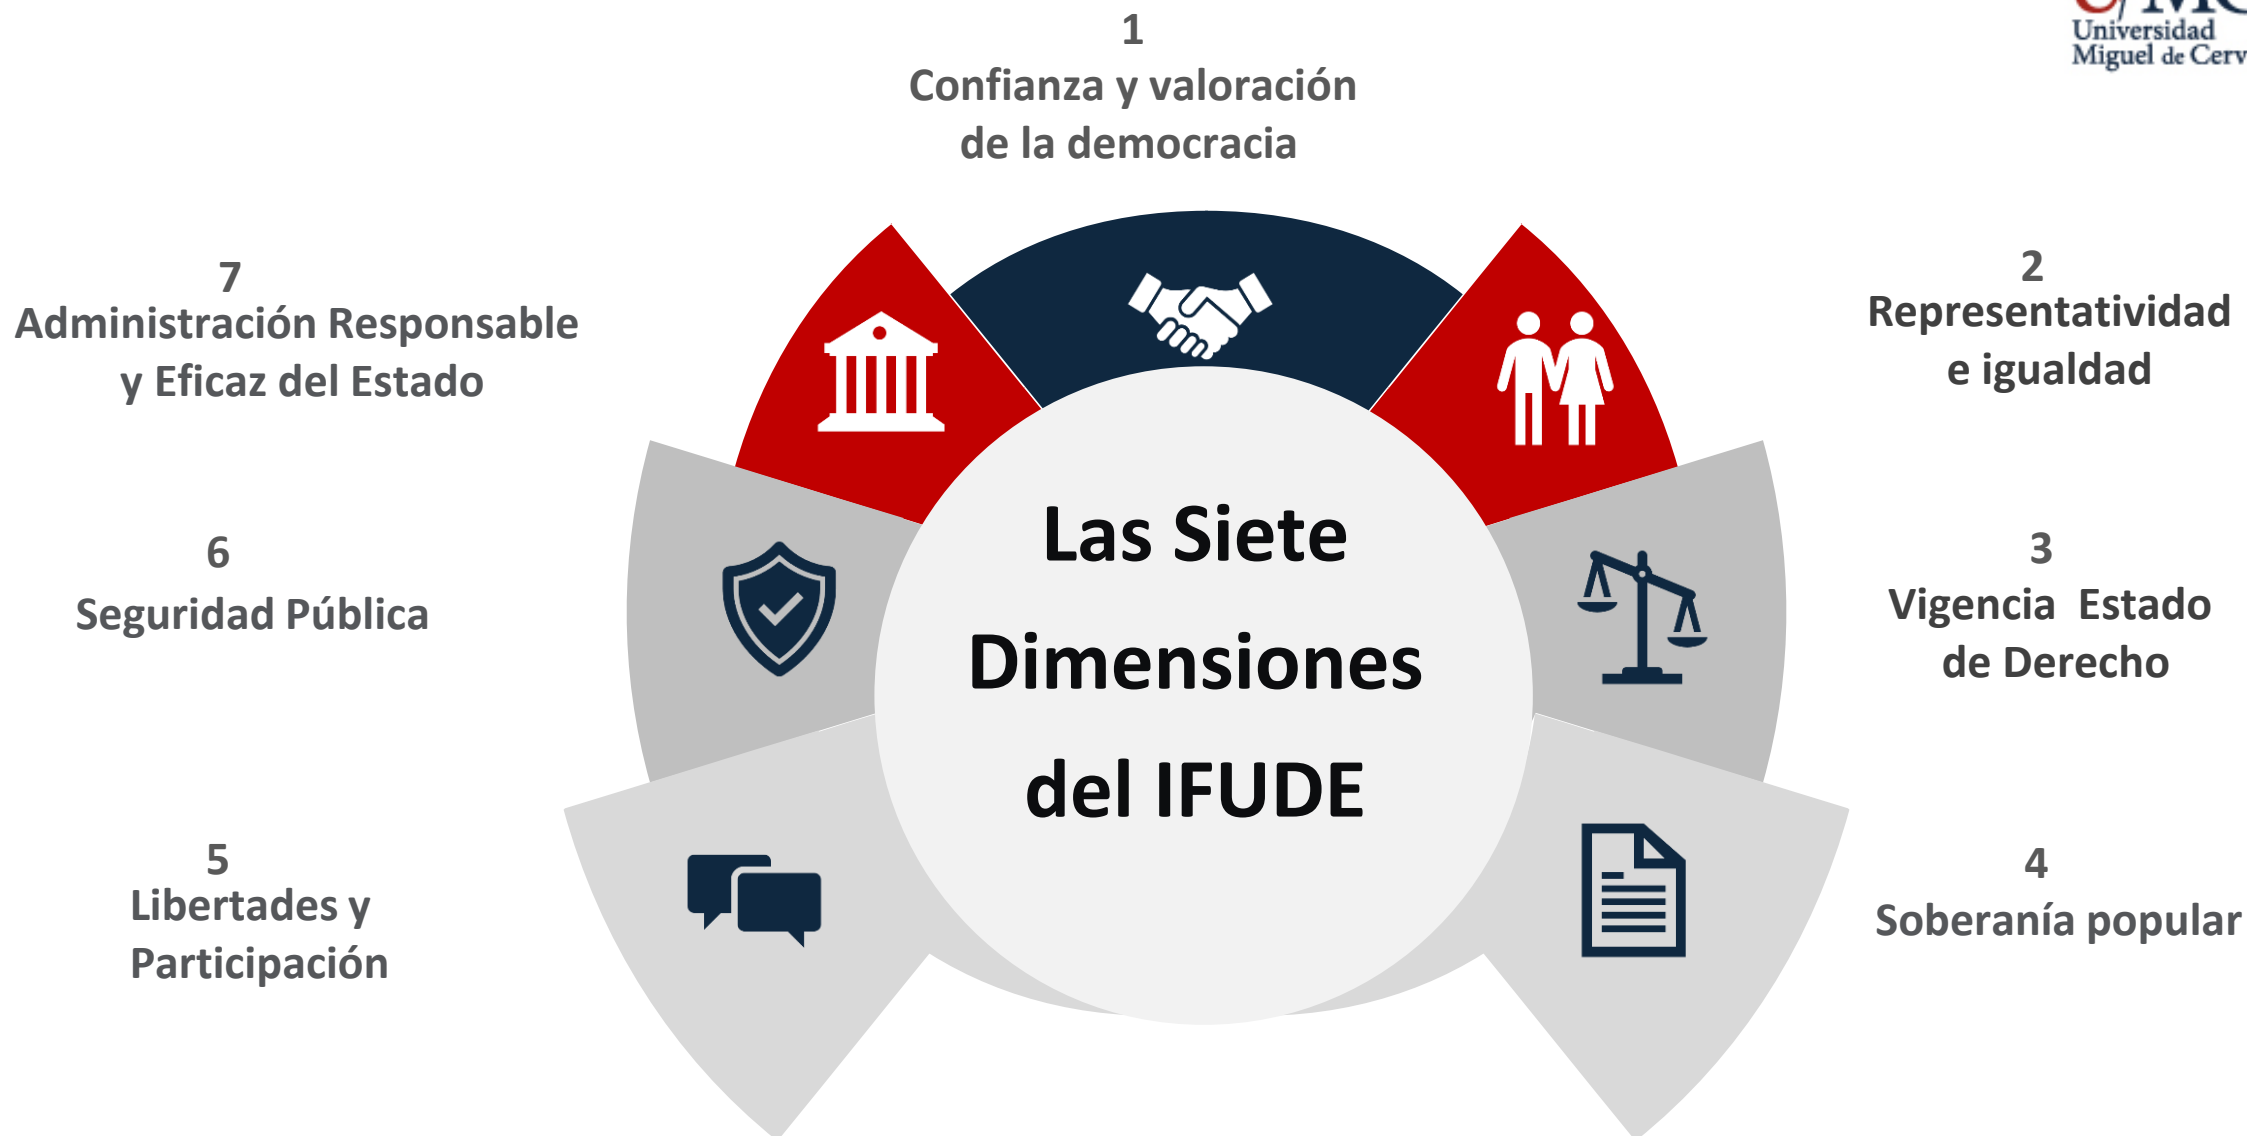 Universidad
Miguel de
1
Confianza y valoración
de la democracia
2
Representatividad
e igualdad
3
Vigencia Estado
de Derecho
4
Soberanía popular
5
Libertades y
Participación
6
Seguridad Pública
7
Administración Responsable
y Eficaz del Estado
Las Siete
Dimensiones
del IFUDE